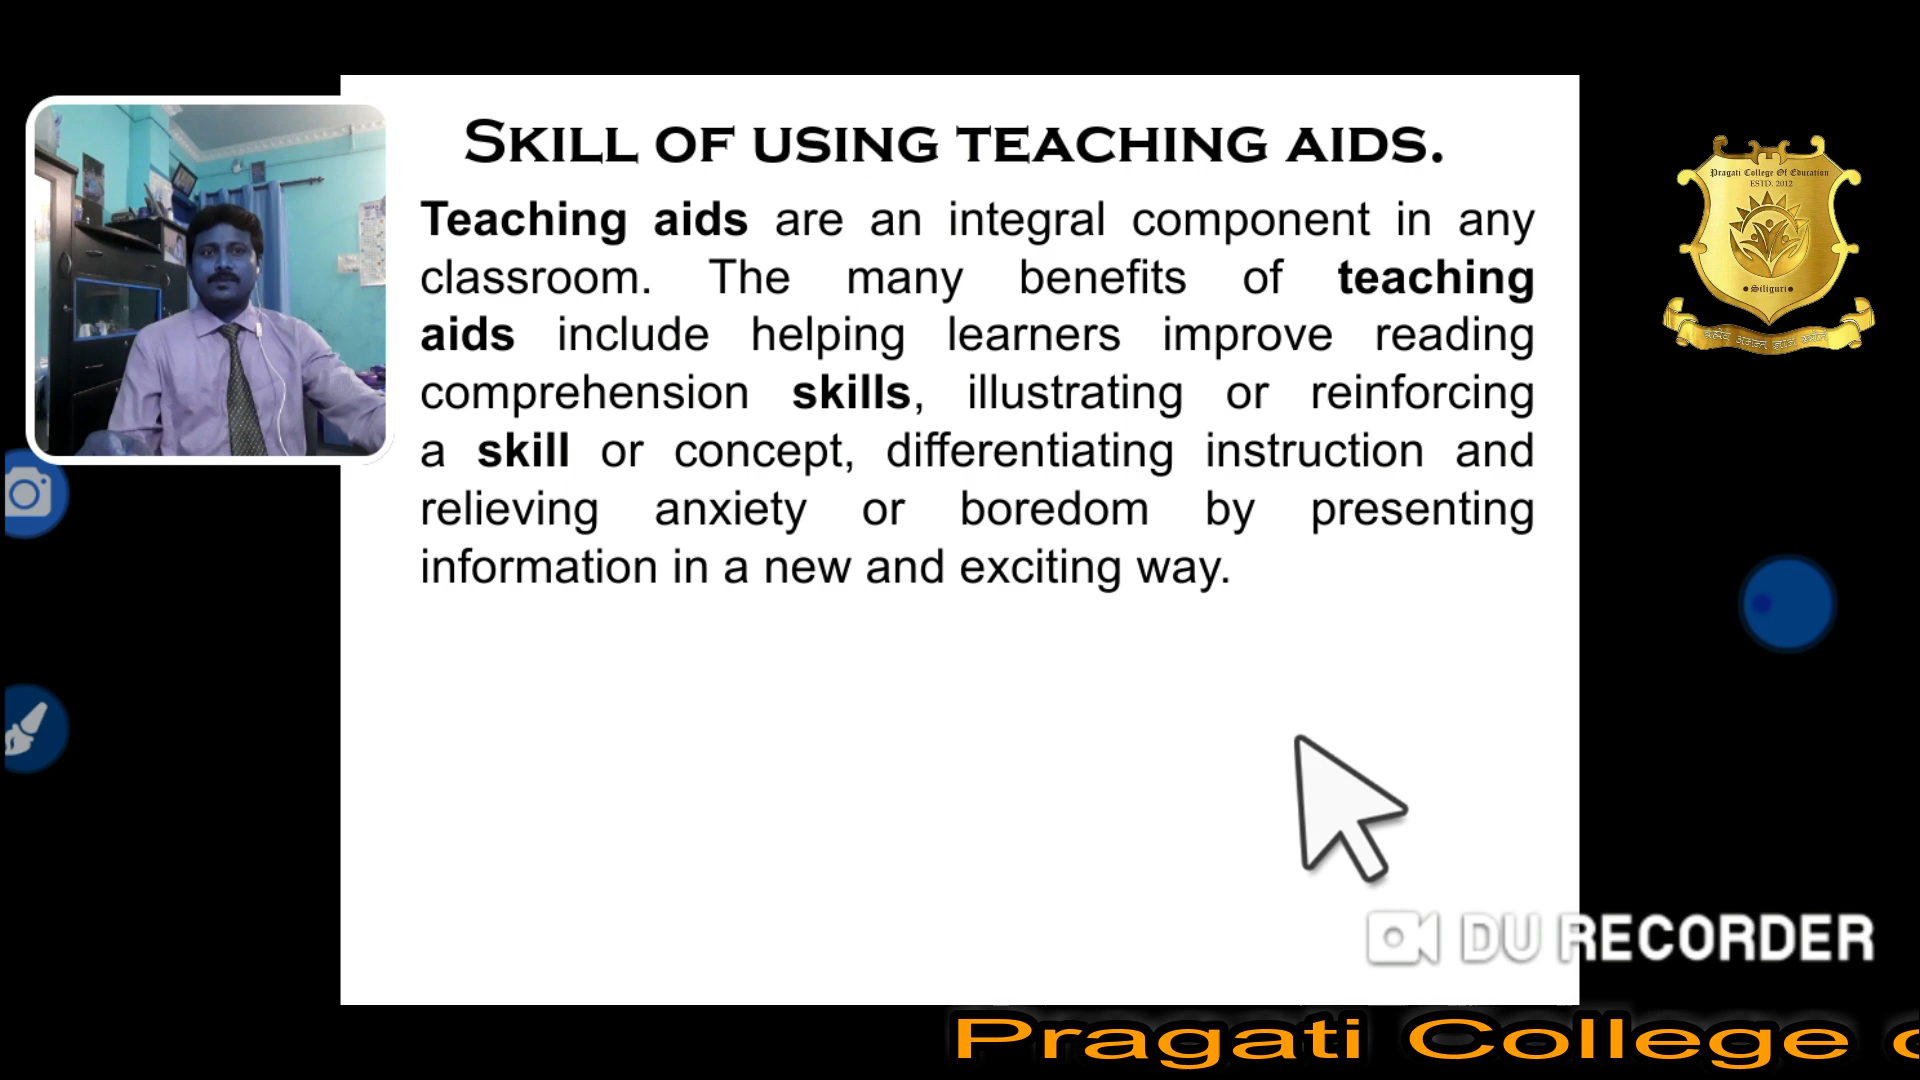 SKILL OF USING TEACHING AIDS.
Teaching aids are an integral component in any
classroom. The many benefits of teaching
aids include helping learners improve reading
comprehension skills, illustrating or reinforcing
a skill or concept, differentiating instruction and
relieving anxiety or boredom by presenting
information in a new and exciting way.
Pragati College Of Education
ESTD. 2012
Siliguri
DU RECORDER
Pragati College